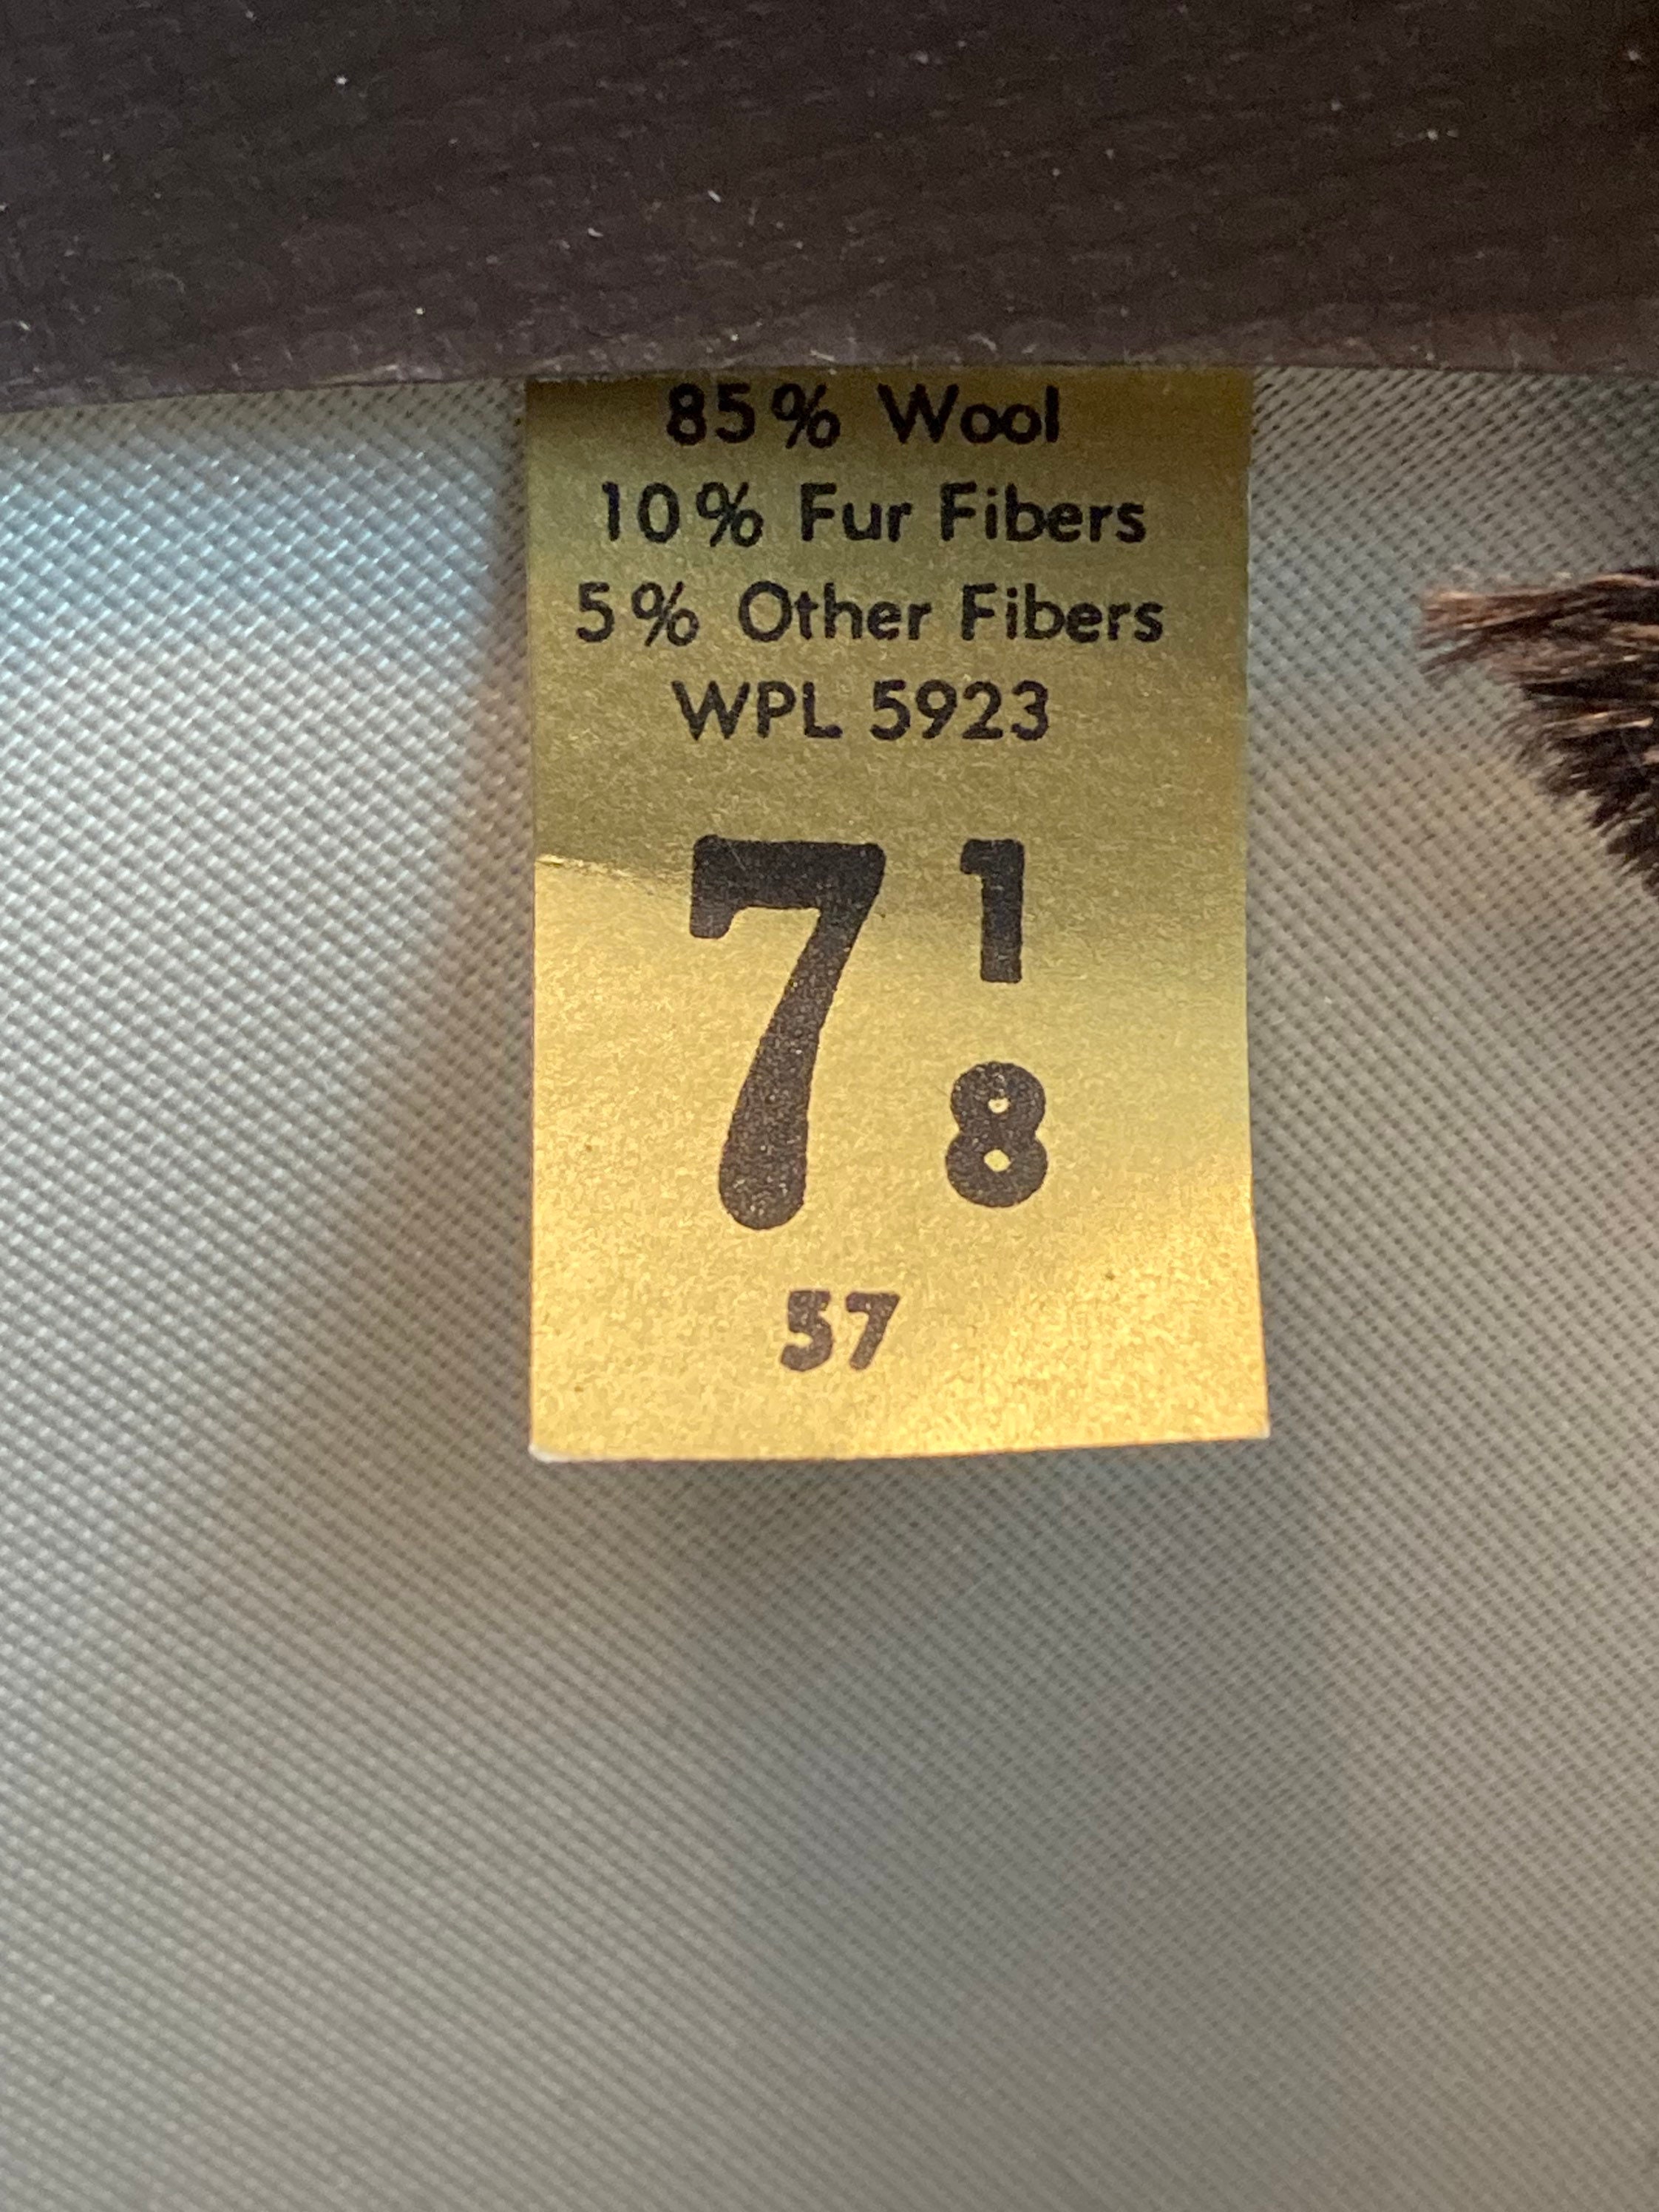 85% Wool
10% Fur Fibers
5% Other Fibers
WPL 5923
7 1/8
57